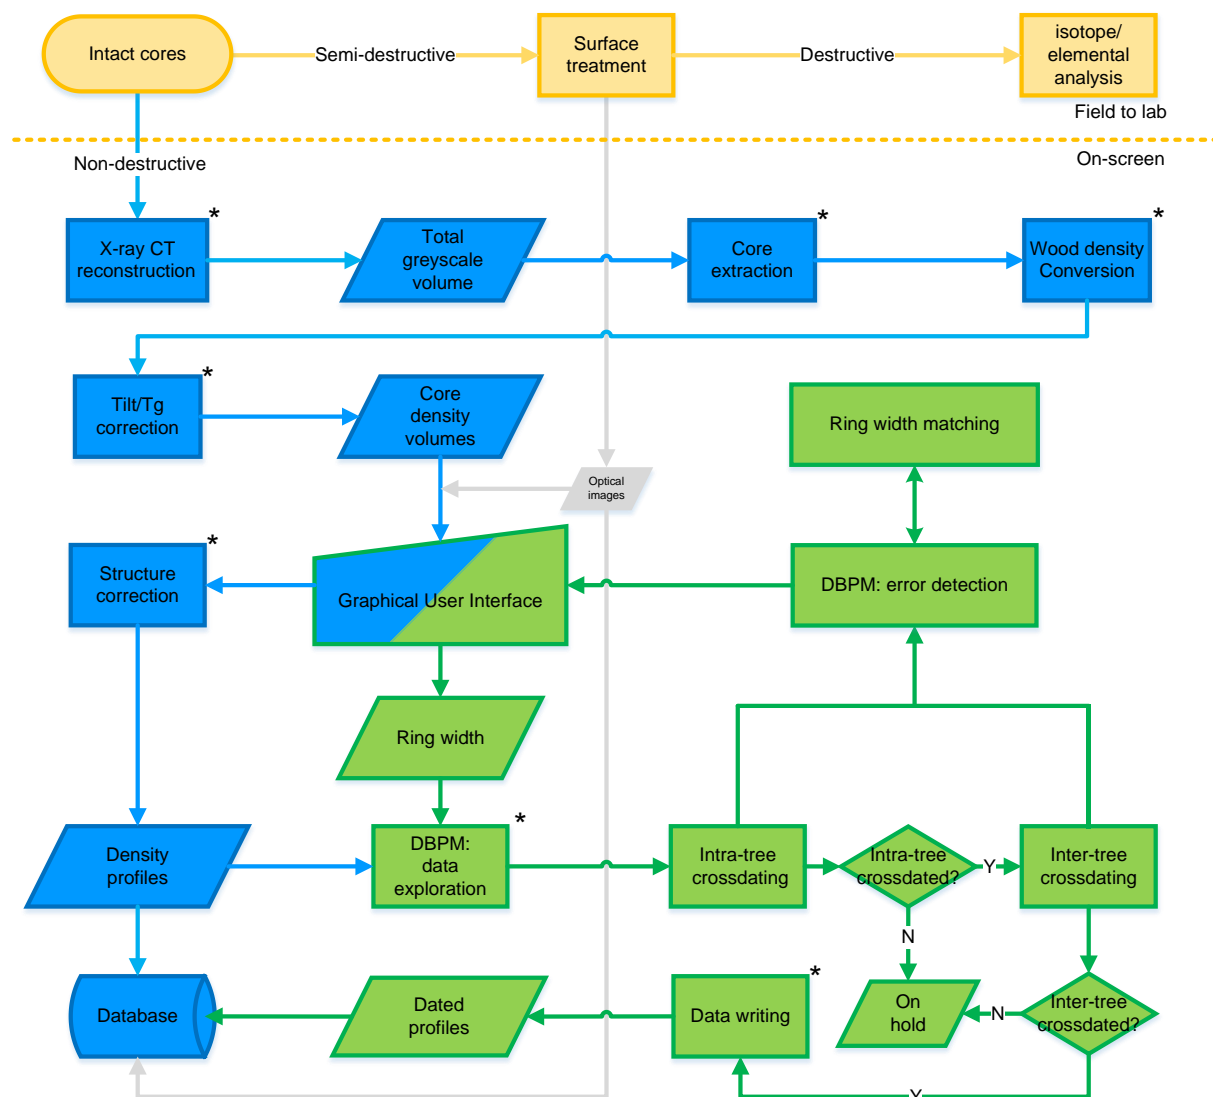 Intact cores
Semi-destructive
Surface
treatment
Destructive
isotope/
elemental
analysis
Field to lab
Non-destructive
On-screen
X-ray CT
reconstruction
*
Total
greyscale
volume
Core
extraction
*
Wood density
Conversion
*
Tilt/Tg
correction
*
Core
density
volumes
Ring width matching
Optical
images
Structure
correction
*
Graphical User Interface
DBPM: error detection
Ring width
Density
profiles
DBPM:
data
exploration
*
Intra-tree
crossdating
Intra-tree
crossdated?
Y
Inter-tree
crossdating
N
Database
Dated
profiles
Data writing
*
On
hold
N
Inter-tree
crossdated?
Y